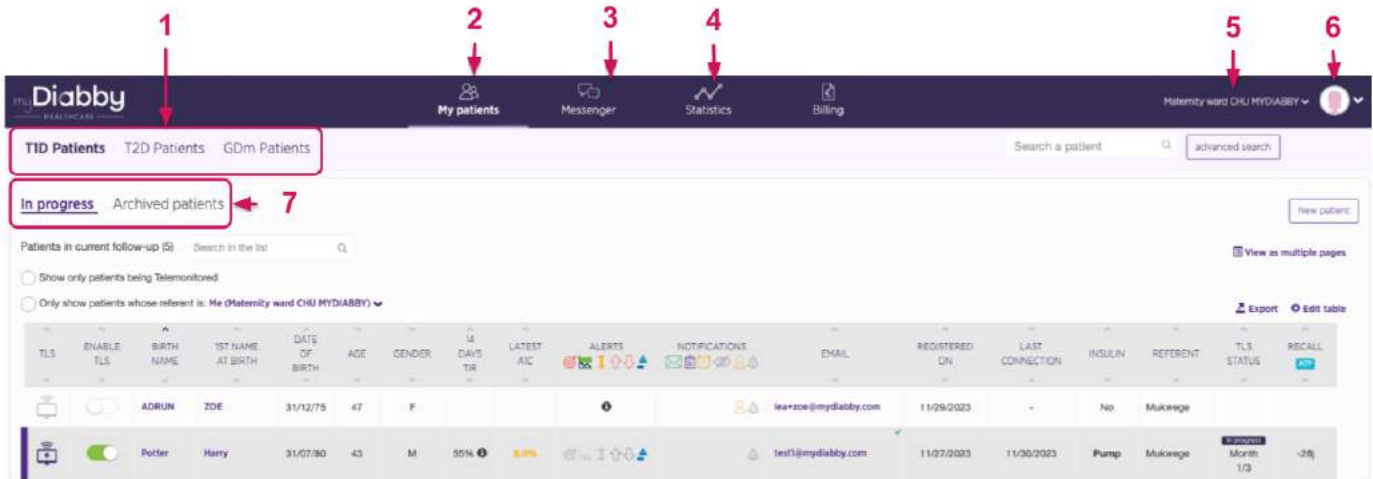 1 2 3 4 5 6
myDiabby
HEALTHCARE
My patients Messenger Statistics Billing Maternity ward CHU MYDIABBY
T1D Patients T2D Patients GDm Patients Search a patient advanced search
In progress Archived patients 7
New patient
Patients in current follow-up (5) Search in the list
View as multiple pages
Show only patients being Telemonitored
Only show patients whose referent is: Me (Maternity ward CHU MYDIABBY)
Export Edit table
TLS ENABLE TLS BIRTH NAME 1ST NAME AT BIRTH DATE OF BIRTH AGE GENDER 14 DAYS TIR LATEST A1C ALERTS NOTIFICATIONS EMAIL REGISTERED ON LAST CONNECTION INSULIN REFERENT TLS STATUS RECALL
ADRUN ZOE 31/12/75 47 F lea+zoe@mydiabby.com 11/29/2023 - No Mukwege
Potter Harry 31/07/80 43 M 55% 8.0% test1@mydiabby.com 11/27/2023 11/30/2023 Pump Mukwege In progress Month 1/3 -28j